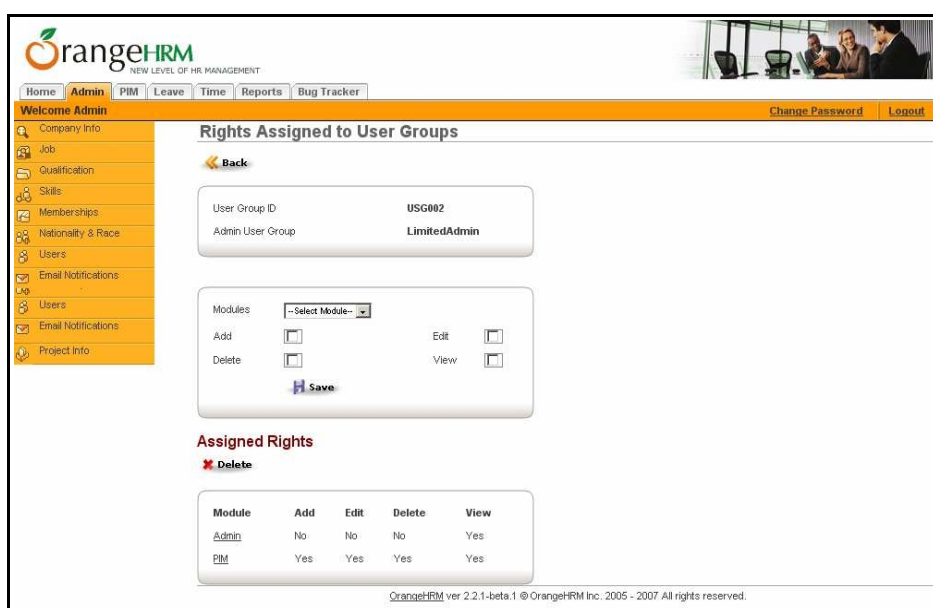 OrangeHRM
NEW LEVEL OF HR MANAGEMENT
Home Admin PIM Leave Time Reports Bug Tracker
Welcome Admin Change Password Logout
Company Info
Job
Qualification
Skills
Memberships
Nationality & Race
Users
Email Notifications
Users
Email Notifications
Project Info
Rights Assigned to User Groups
Back
User Group ID USG002
Admin User Group LimitedAdmin
Modules --Select Module--
Add Edit
Delete View
Save
Assigned Rights
Delete
Module Add Edit Delete View
Admin No No No Yes
PIM Yes Yes Yes Yes
OrangeHRM ver 2.2.1-beta.1 © OrangeHRM Inc. 2005 - 2007 All rights reserved.